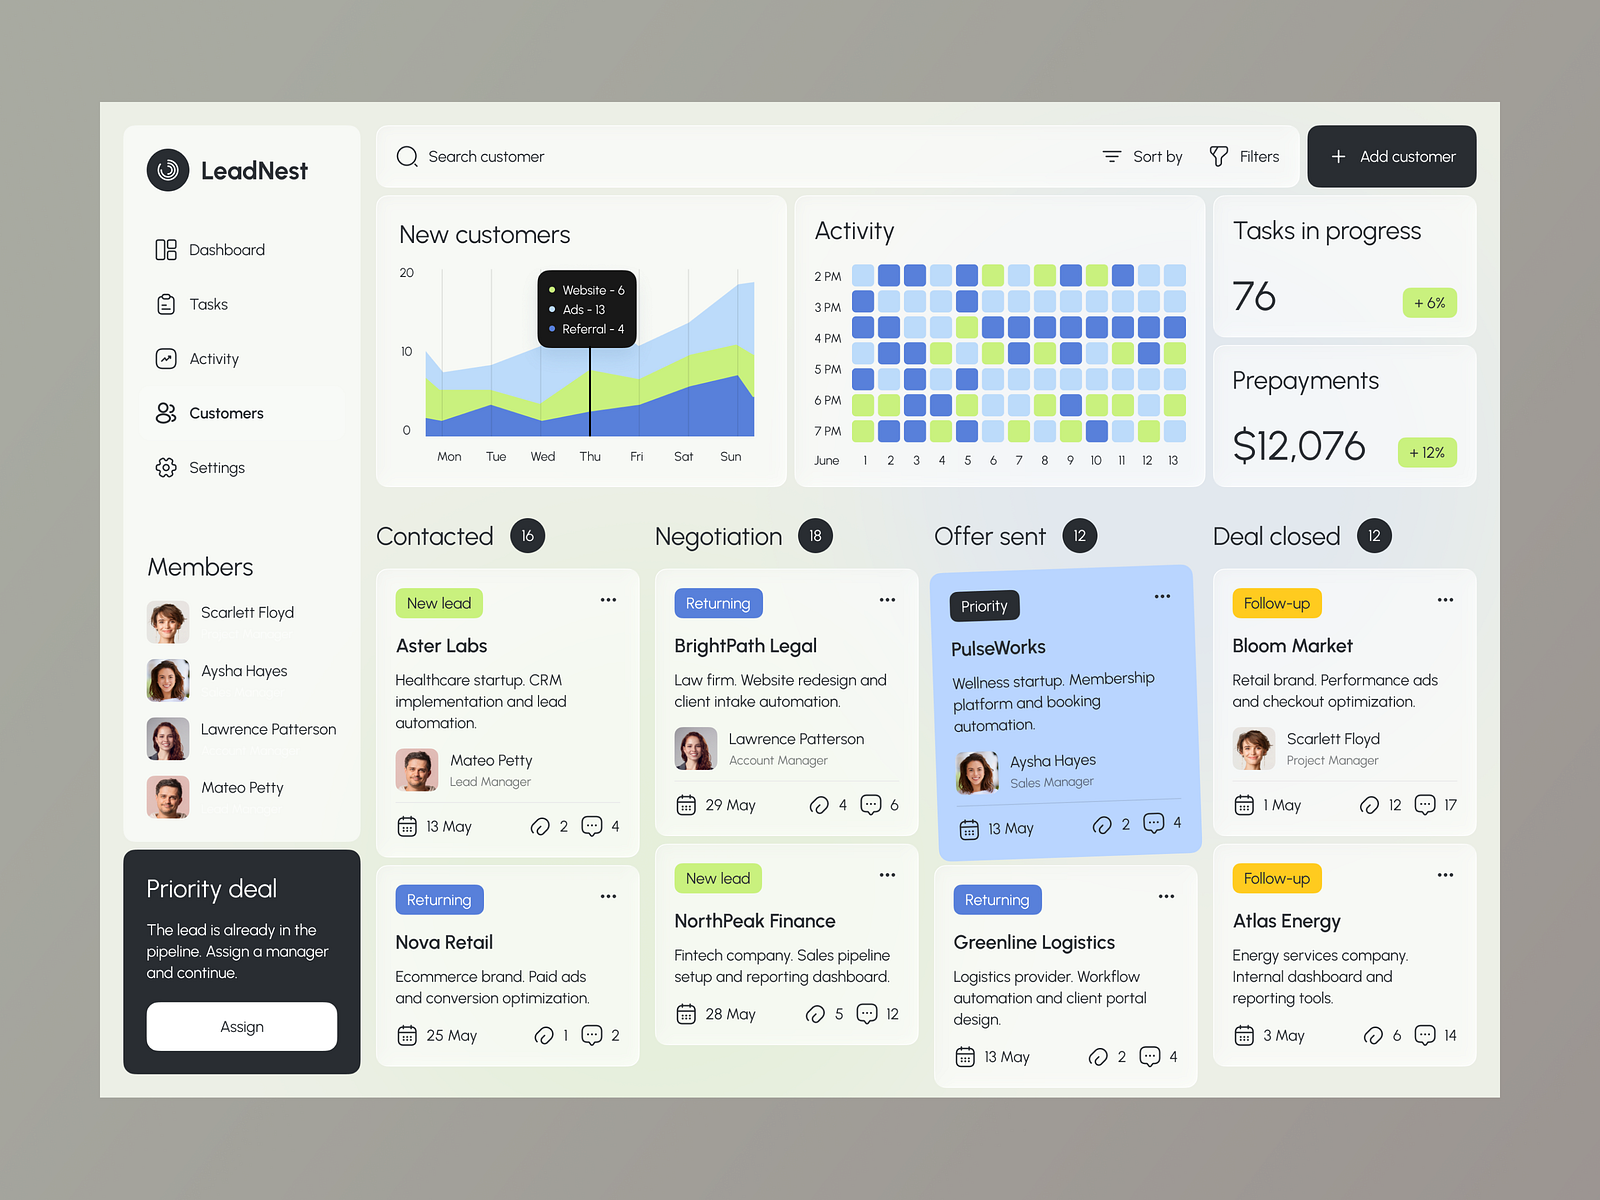 LeadNest
Dashboard
Tasks
Activity
Customers
Settings
Members
Scarlett Floyd
Aysha Hayes
Lawrence Patterson
Mateo Petty
Priority deal
The lead is already in the
pipeline. Assign a manager
and continue.
Assign
Search customer
Sort by
Filters
+ Add customer
New customers
20
10
0
Website - 6
Ads - 13
Referral - 4
Mon Tue Wed Thu Fri Sat Sun
Activity
2 PM
3 PM
4 PM
5 PM
6 PM
7 PM
June 1 2 3 4 5 6 7 8 9 10 11 12 13
Tasks in progress
76
+ 6%
Prepayments
$12,076
+ 12%
Contacted 16
New lead
Aster Labs
Healthcare startup. CRM
implementation and lead
automation.
Mateo Petty
Lead Manager
13 May 2 4
Returning
Nova Retail
Ecommerce brand. Paid ads
and conversion optimization.
25 May 1 2
Negotiation 18
Returning
BrightPath Legal
Law firm. Website redesign and
client intake automation.
Lawrence Patterson
Account Manager
29 May 4 6
New lead
NorthPeak Finance
Fintech company. Sales pipeline
setup and reporting dashboard.
28 May 5 12
Offer sent 12
Priority
PulseWorks
Wellness startup. Membership
platform and booking
automation.
Aysha Hayes
Sales Manager
13 May 2 4
Returning
Greenline Logistics
Logistics provider. Workflow
automation and client portal
design.
13 May 2 4
Deal closed 12
Follow-up
Bloom Market
Retail brand. Performance ads
and checkout optimization.
Scarlett Floyd
Project Manager
1 May 12 17
Follow-up
Atlas Energy
Energy services company.
Internal dashboard and
reporting tools.
3 May 6 14